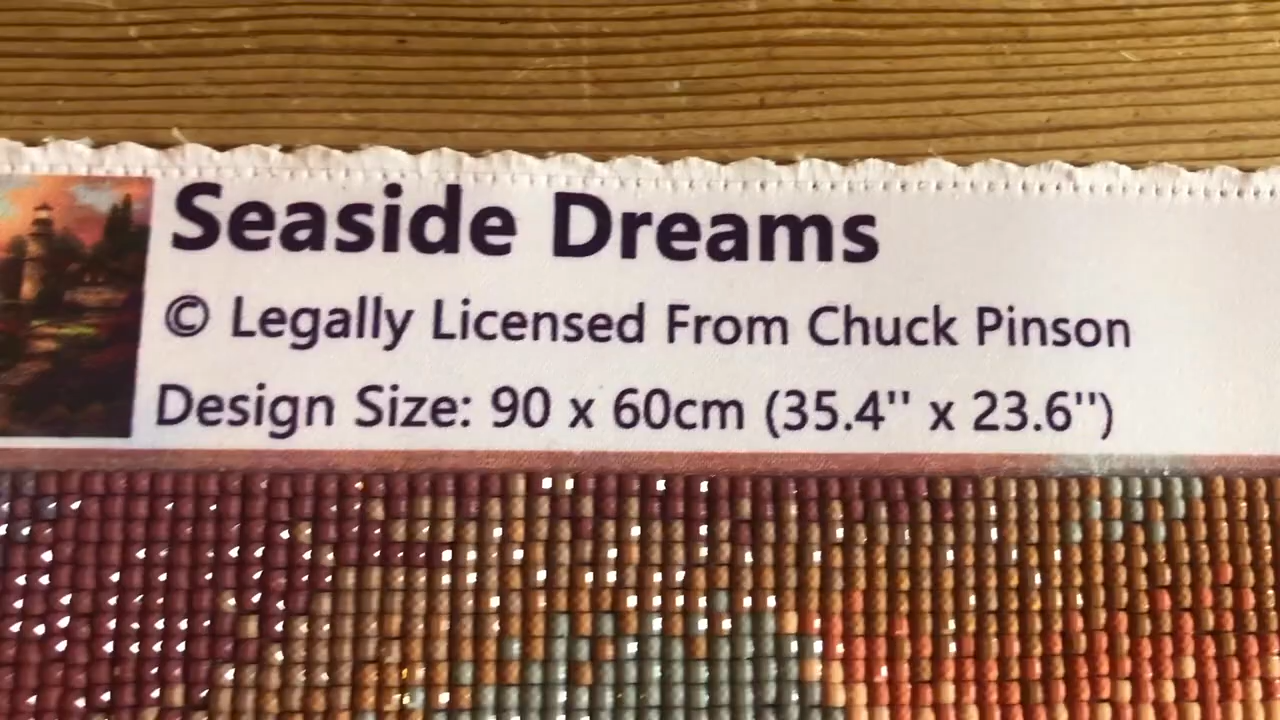 Seaside Dreams
© Legally Licensed From Chuck Pinson
Design Size: 90 x 60cm (35.4'' x 23.6'')